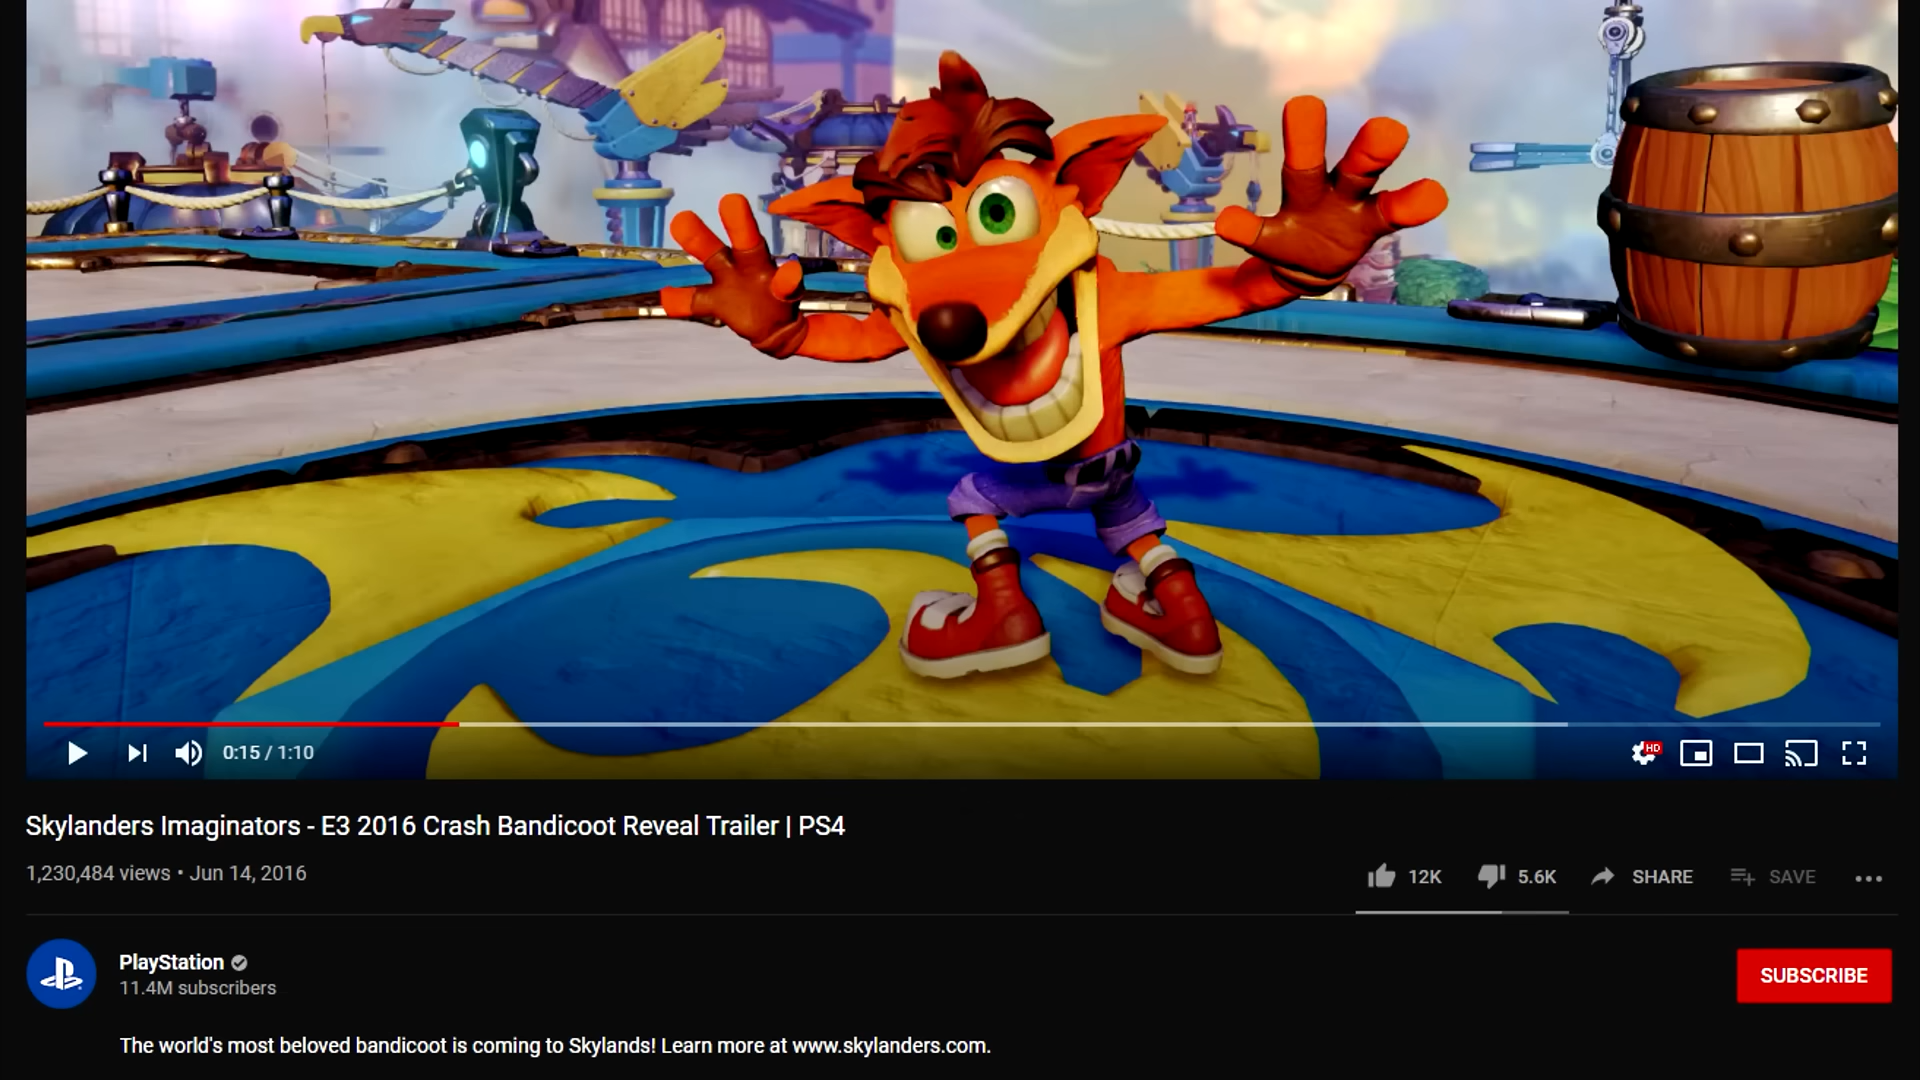 HD
0:15 / 1:10
Skylanders Imaginators - E3 2016 Crash Bandicoot Reveal Trailer | PS4
1,230,484 views • Jun 14, 2016
12K 5.6K SHARE SAVE
PlayStation
11.4M subscribers
SUBSCRIBE
The world's most beloved bandicoot is coming to Skylands! Learn more at www.skylanders.com.